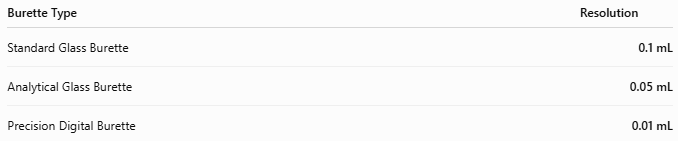 Burette Type Resolution
Standard Glass Burette 0.1 mL
Analytical Glass Burette 0.05 mL
Precision Digital Burette 0.01 mL